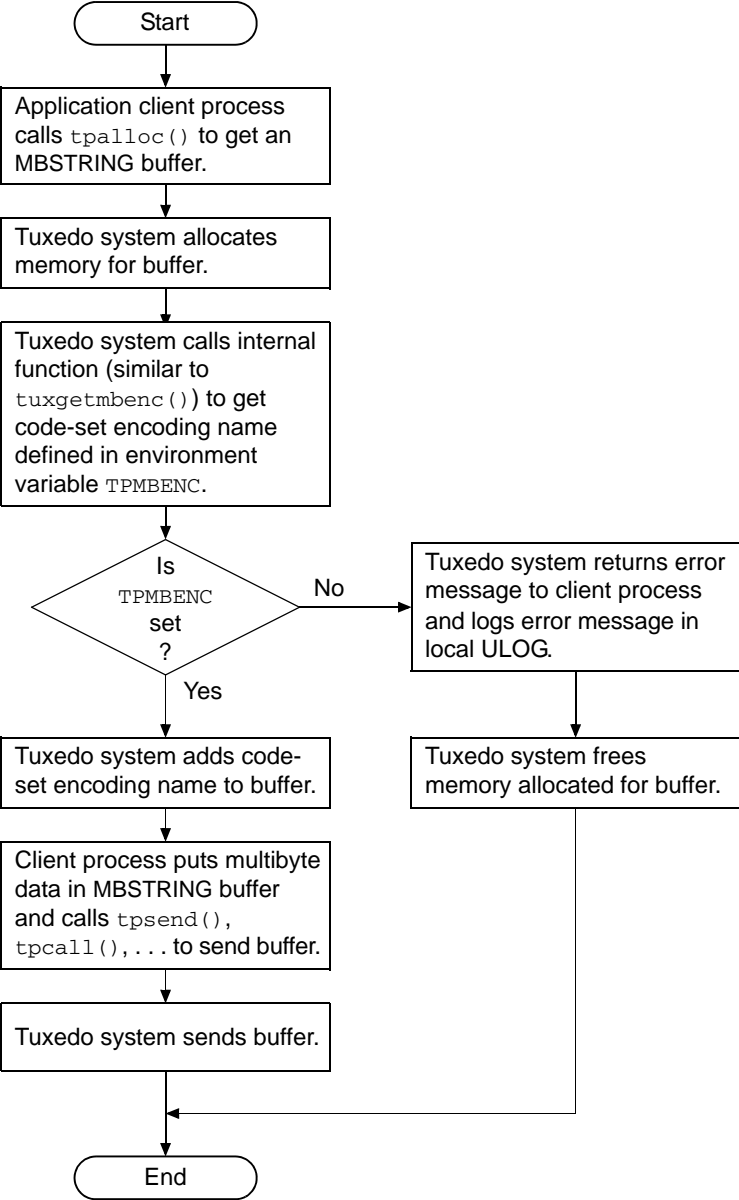 Start
Application client process
calls tpalloc() to get an
MBSTRING buffer.
Tuxedo system allocates
memory for buffer.
Tuxedo system calls internal
function (similar to
tuxgetmbenc()) to get
code-set encoding name
defined in environment
variable TPMBENC.
Is
TPMBENC
set
?
No
Tuxedo system returns error
message to client process
and logs error message in
local ULOG.
Yes
Tuxedo system adds code-
set encoding name to buffer.
Tuxedo system frees
memory allocated for buffer.
Client process puts multibyte
data in MBSTRING buffer
and calls tpsend(),
tpcall(),... to send buffer.
Tuxedo system sends buffer.
End